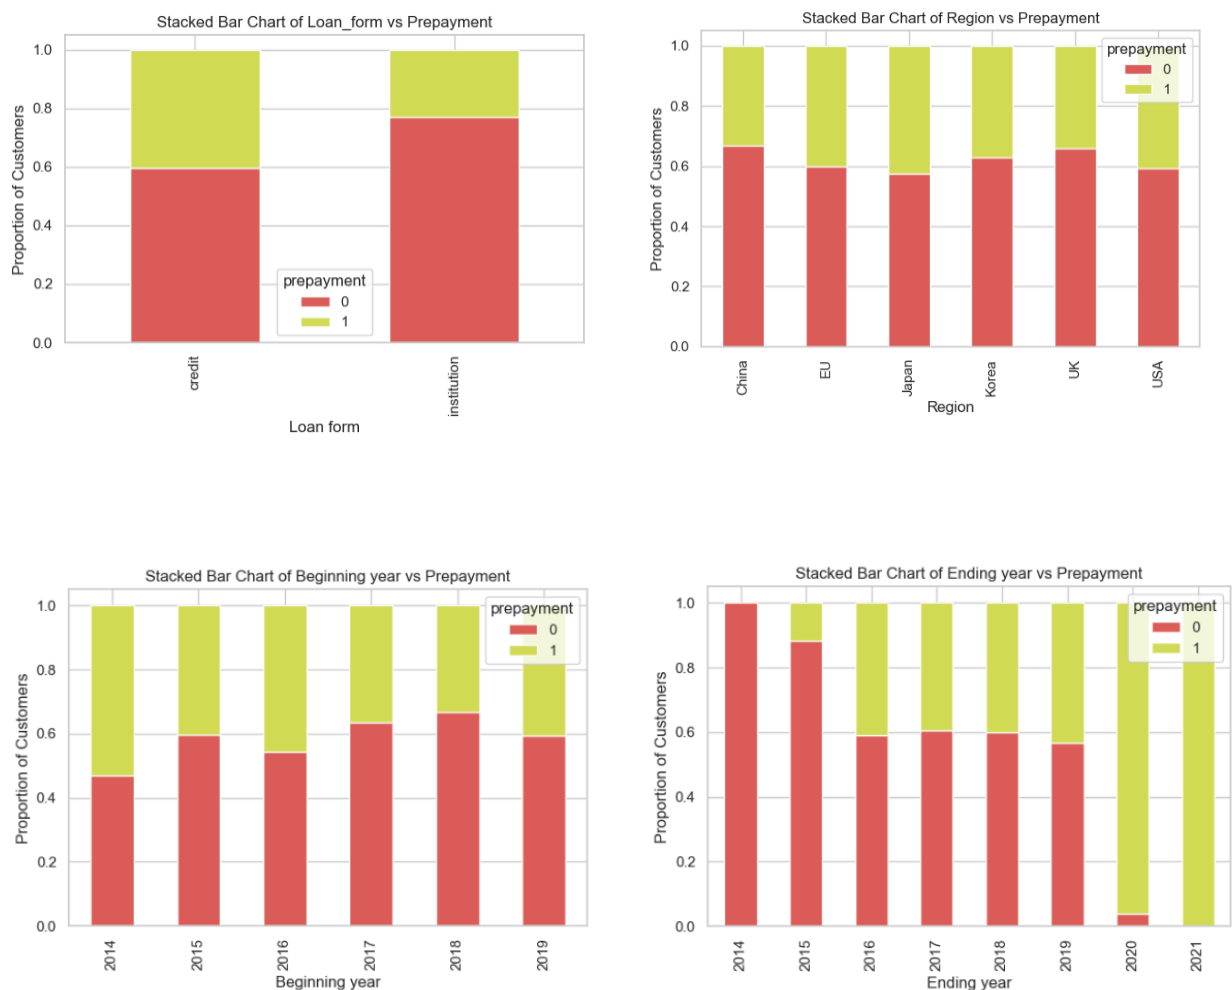 Stacked Bar Chart of Loan_form vs Prepayment
Proportion of Customers
1.0
0.8
0.6
0.4
0.2
0.0
prepayment
0
1
credit
institution
Loan form
Stacked Bar Chart of Region vs Prepayment
Proportion of Customers
1.0
0.8
0.6
0.4
0.2
0.0
prepayment
0
1
China
EU
Japan
Korea
UK
USA
Region
Stacked Bar Chart of Beginning year vs Prepayment
Proportion of Customers
1.0
0.8
0.6
0.4
0.2
0.0
prepayment
0
1
2014
2015
2016
2017
2018
2019
Beginning year
Stacked Bar Chart of Ending year vs Prepayment
Proportion of Customers
1.0
0.8
0.6
0.4
0.2
0.0
prepayment
0
1
2014
2015
2016
2017
2018
2019
2020
2021
Ending year